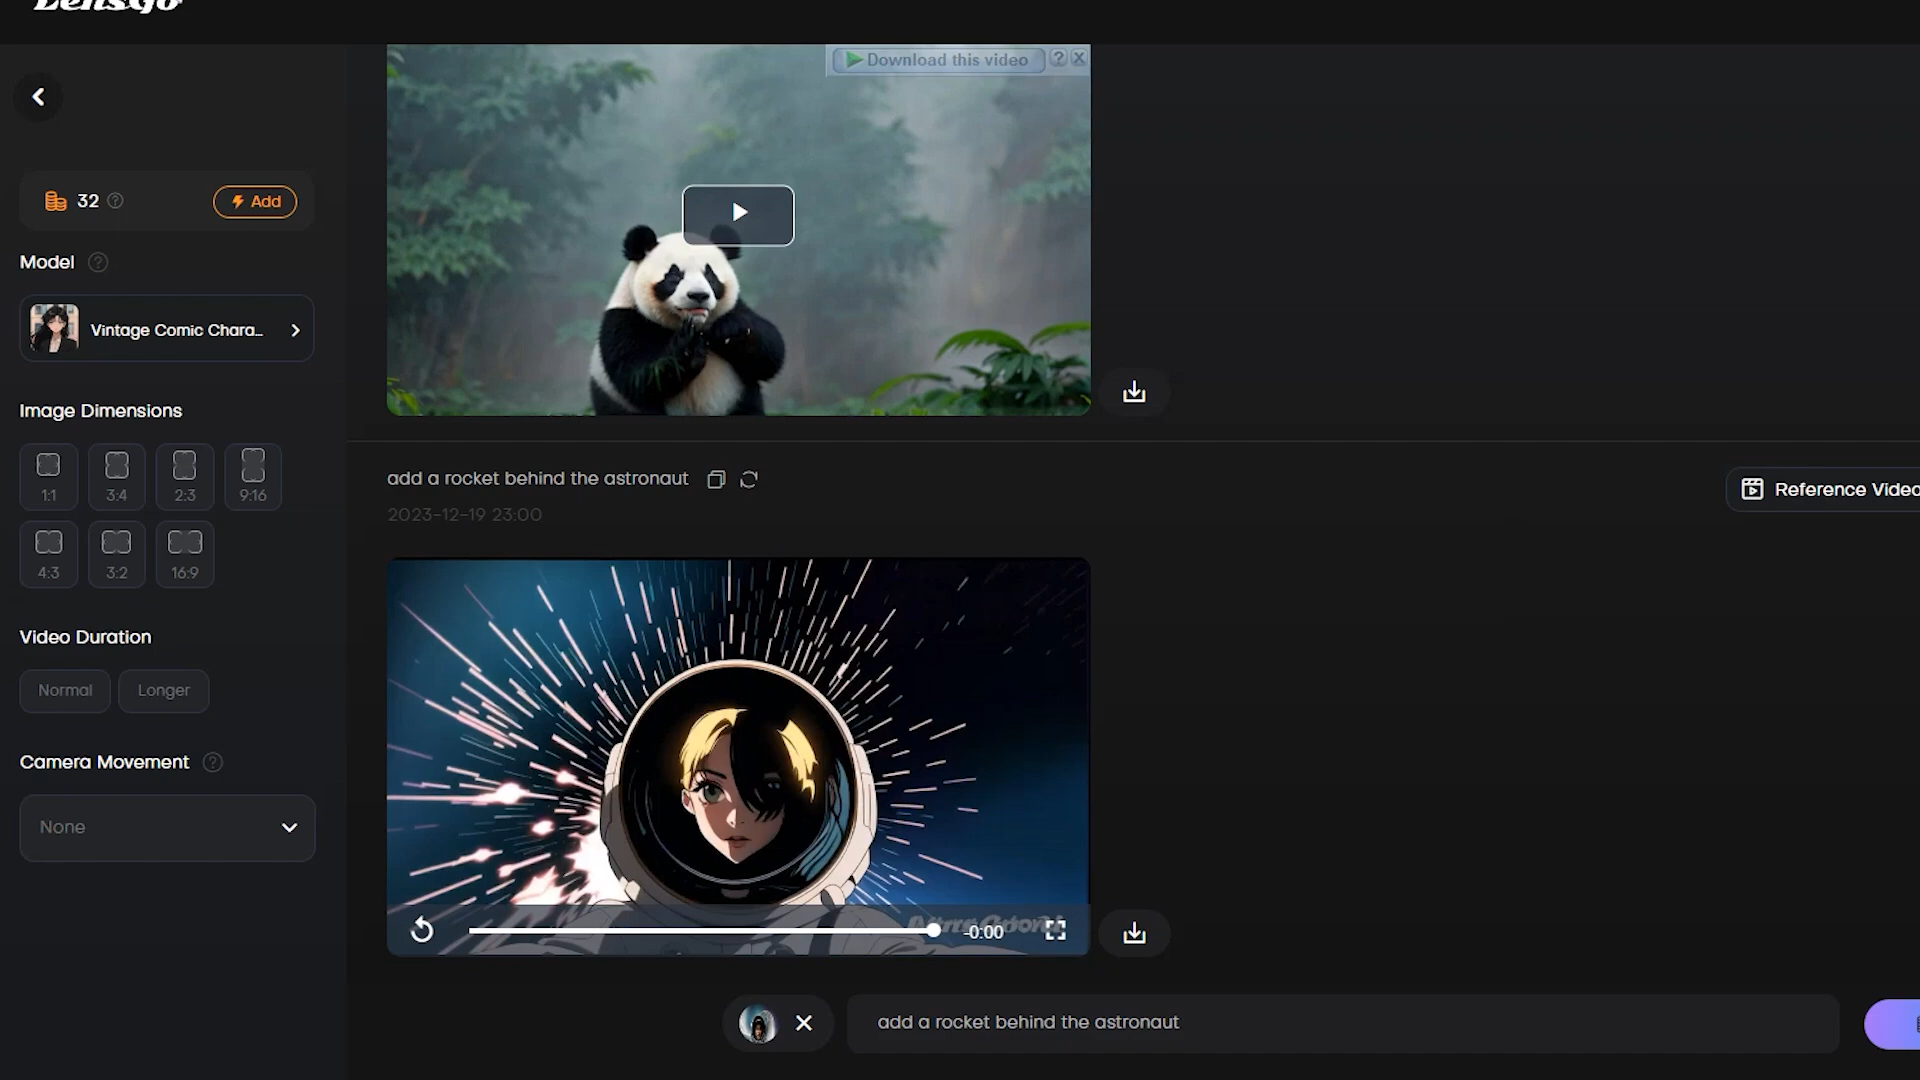 LensGo
Download this video ? X
32 ?
Add
Model ?
Vintage Comic Chara...
Image Dimensions
1:1
3:4
2:3
9:16
4:3
3:2
16:9
Video Duration
Normal
Longer
Camera Movement ?
None
add a rocket behind the astronaut
2023-12-19 23:00
Reference Video
-0:00
add a rocket behind the astronaut